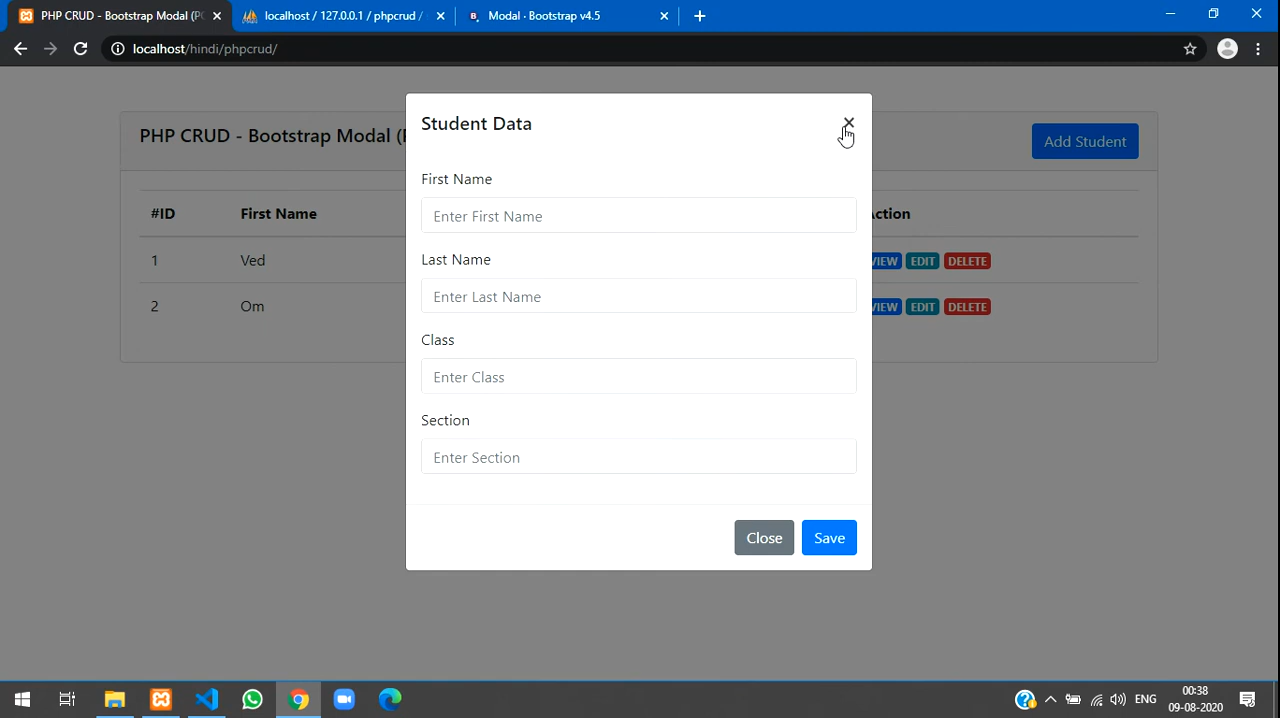 PHP CRUD - Bootstrap Modal (PO
localhost / 127.0.0.1 / phpcrud /
B Modal · Bootstrap v4.5
localhost/hindi/phpcrud/
Student Data
PHP CRUD - Bootstrap Modal (
Add Student
First Name
Enter First Name
#ID First Name Action
Last Name
1 Ved VIEW EDIT DELETE
Enter Last Name
2 Om VIEW EDIT DELETE
Class
Enter Class
Section
Enter Section
Close Save
ENG
00:38
09-08-2020